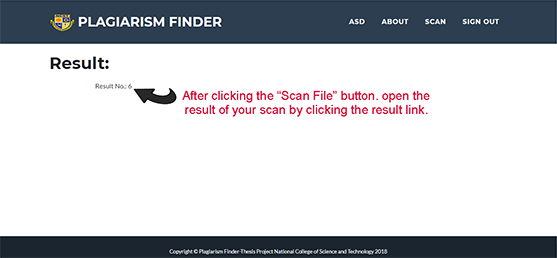 PLAGIARISM FINDER
ASD ABOUT SCAN SIGN OUT
Result:
Result No.: 6
After clicking the “Scan File” button. open the
result of your scan by clicking the result link.
Copyright © Plagiarism Finder-Thesis Project National College of Science and Technology 2018